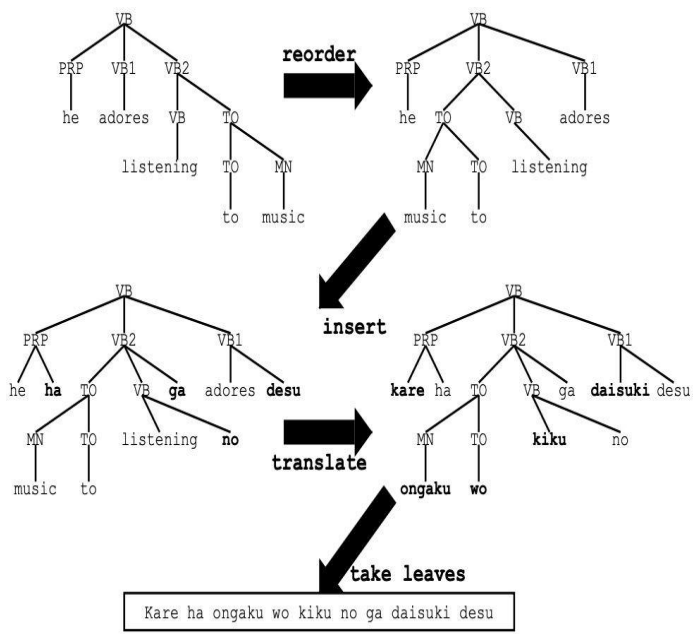 VB VB
reorder
PRP VB1 VB2 PRP VB2 VB1
he adores VB TO he TO VB adores
listening TO MN MN TO listening
to music music to
insert
VB VB
PRP VB2 VB1 PRP VB2 VB1
he ha TO VB ga adores desu kare ha TO VB ga daisuki desu
MN TO listening no MN TO kiku no
translate
music to ongaku wo
take leaves
Kare ha ongaku wo kiku no ga daisuki desu